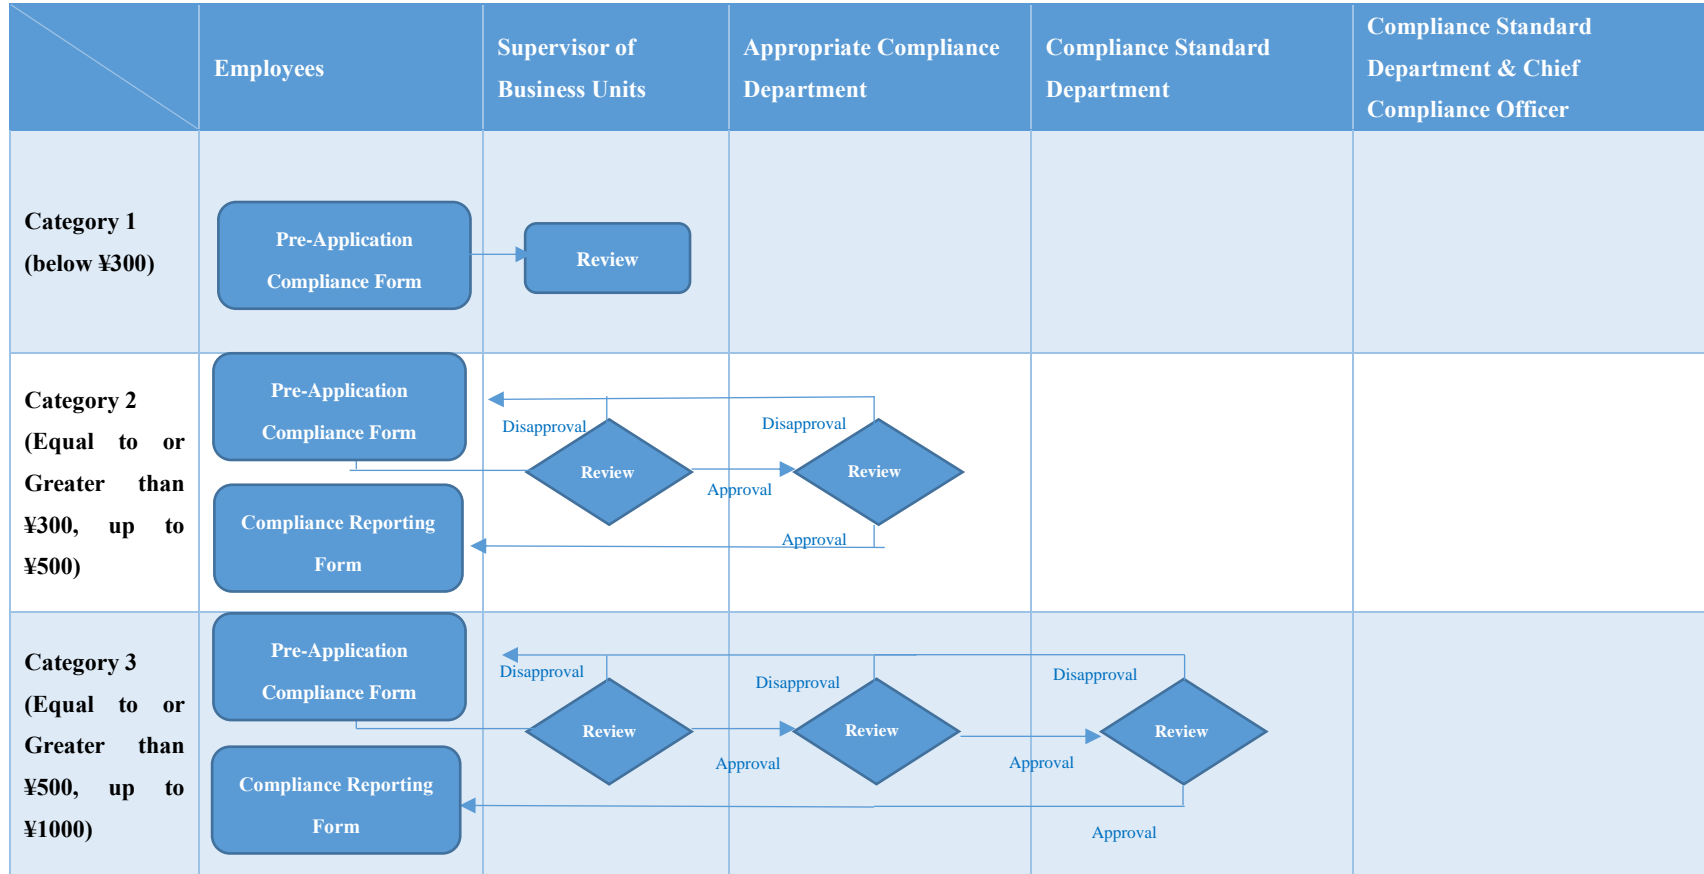 Employees
Supervisor of
Business Units
Appropriate Compliance
Department
Compliance Standard
Department
Compliance Standard
Department & Chief
Compliance Officer
Category 1
(below ¥300)
Pre-Application
Compliance Form
Review
Category 2
(Equal to or
Greater than
¥300, up to
¥500)
Pre-Application
Compliance Form
Disapproval
Review
Approval
Disapproval
Review
Approval
Compliance Reporting
Form
Category 3
(Equal to or
Greater than
¥500, up to
¥1000)
Pre-Application
Compliance Form
Disapproval
Review
Approval
Disapproval
Review
Approval
Disapproval
Review
Approval
Compliance Reporting
Form